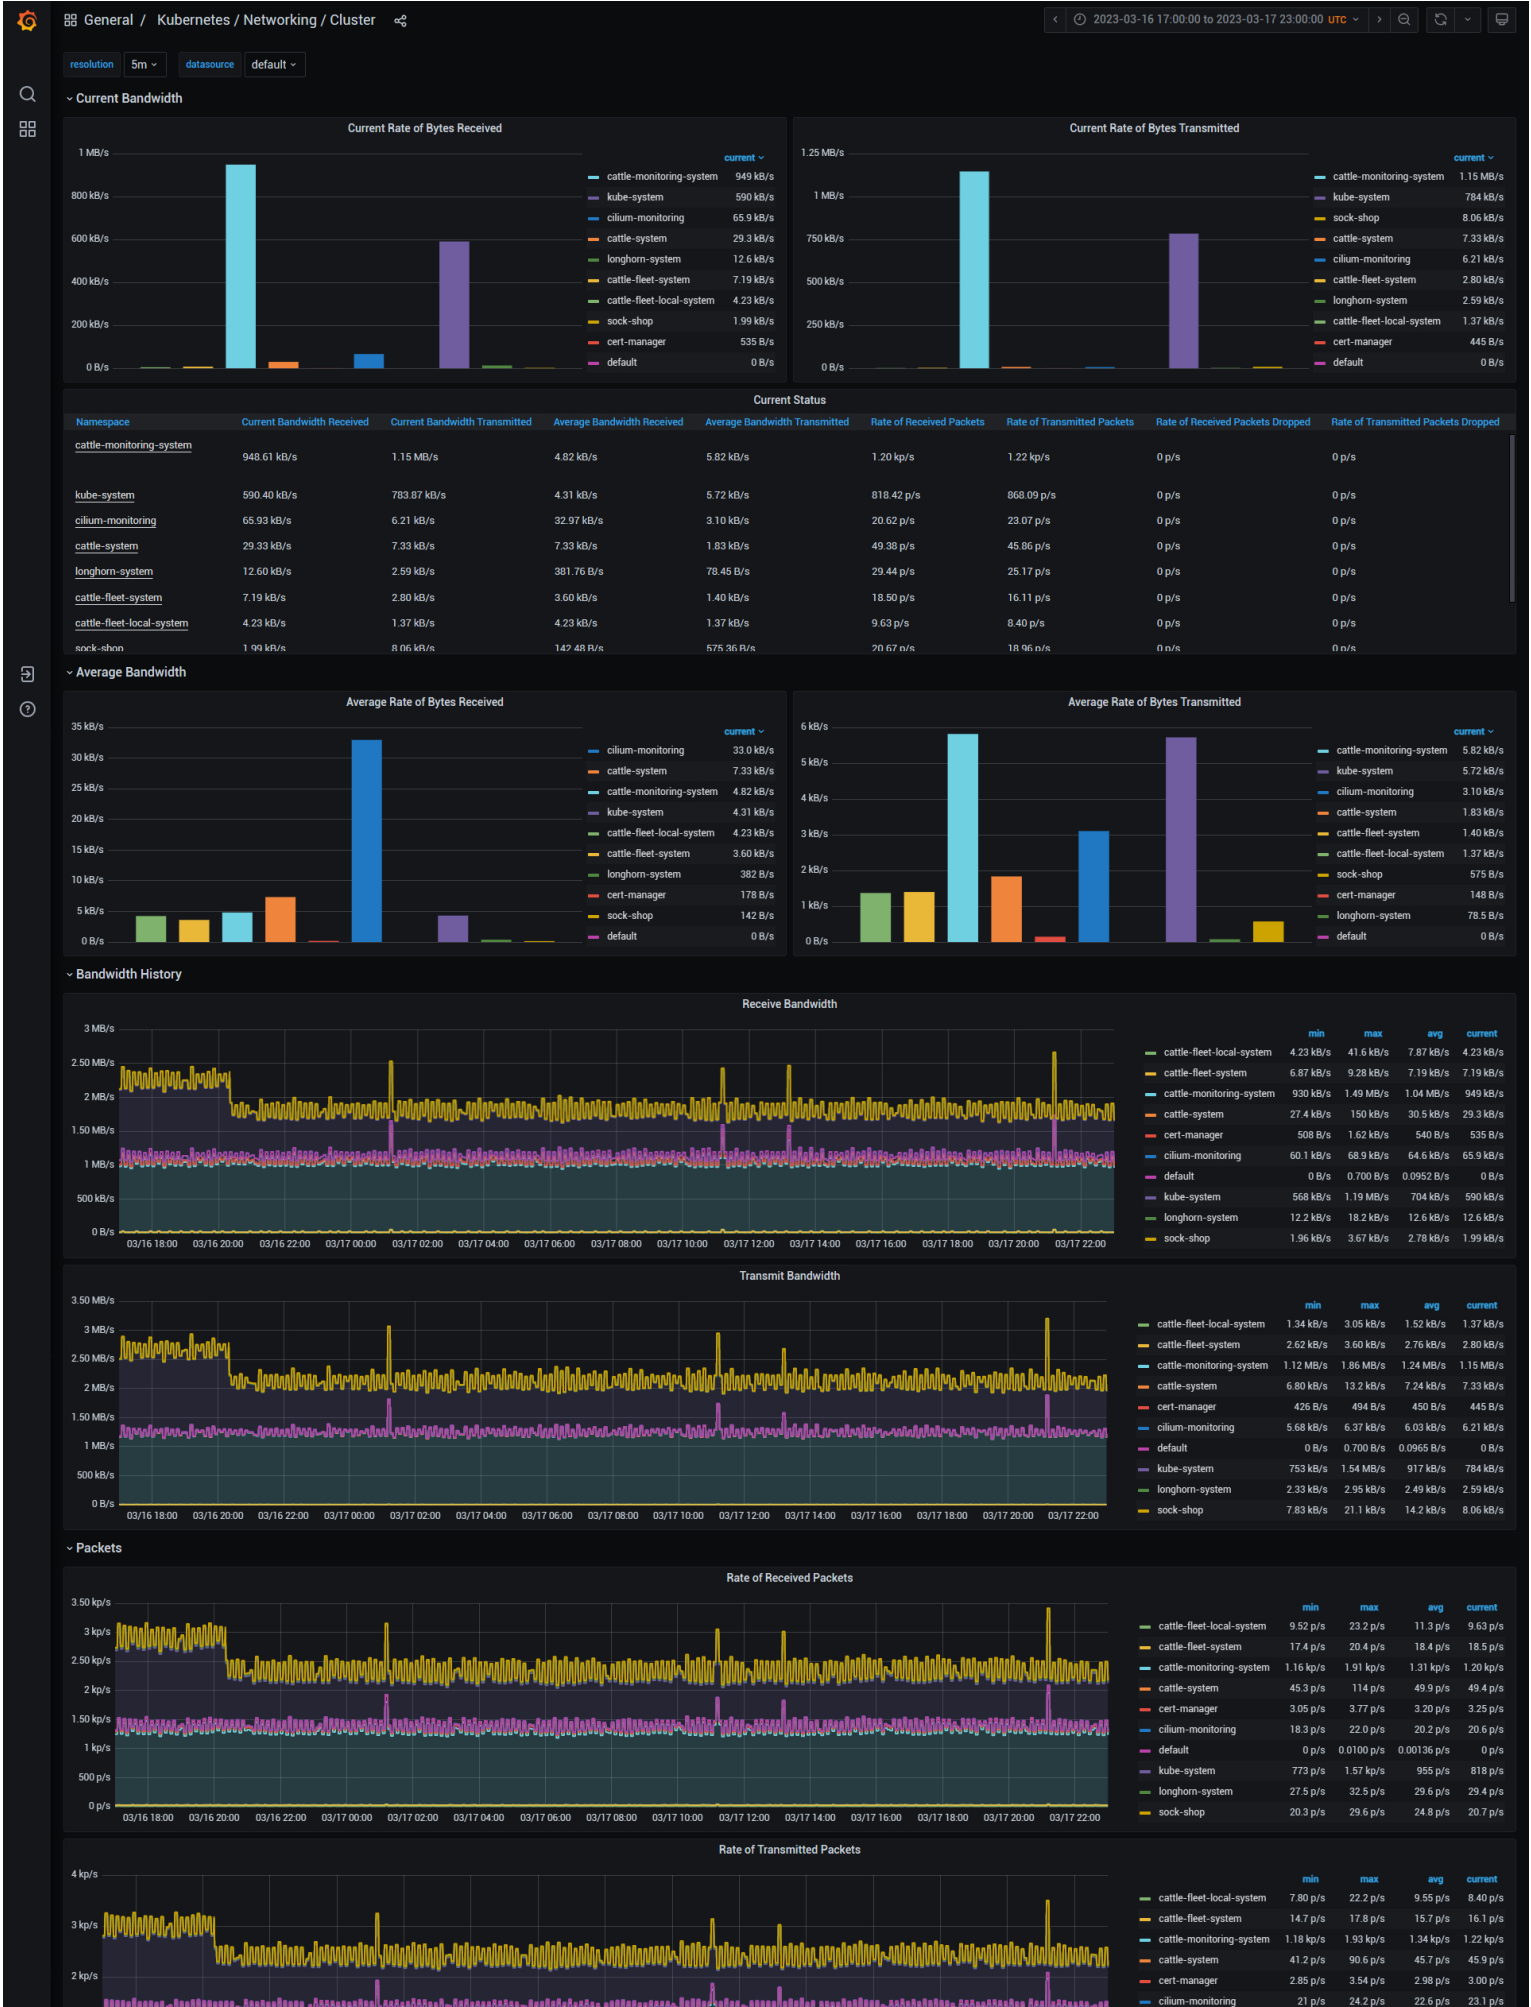 General / Kubernetes / Networking / Cluster 2023-03-16 17:00:00 to 2023-03-17 23:00:00 UTC
resolution 5m datasource default
Current Bandwidth
Current Rate of Bytes Received
1 MB/s
800 kB/s
600 kB/s
400 kB/s
200 kB/s
0 B/s
current
cattle-monitoring-system 949 kB/s
kube-system 590 kB/s
cilium-monitoring 65.9 kB/s
cattle-system 29.3 kB/s
longhorn-system 12.6 kB/s
cattle-fleet-system 7.19 kB/s
cattle-fleet-local-system 4.23 kB/s
sock-shop 1.99 kB/s
cert-manager 535 B/s
default 0 B/s
Current Rate of Bytes Transmitted
1.25 MB/s
1 MB/s
750 kB/s
500 kB/s
250 kB/s
0 B/s
current
cattle-monitoring-system 1.15 MB/s
kube-system 784 kB/s
sock-shop 8.06 kB/s
cattle-system 7.33 kB/s
cilium-monitoring 6.21 kB/s
cattle-fleet-system 2.80 kB/s
longhorn-system 2.59 kB/s
cattle-fleet-local-system 1.37 kB/s
cert-manager 445 B/s
default 0 B/s
Current Status
Namespace Current Bandwidth Received Current Bandwidth Transmitted Average Bandwidth Received Average Bandwidth Transmitted Rate of Received Packets Rate of Transmitted Packets Rate of Received Packets Dropped Rate of Transmitted Packets Dropped
cattle-monitoring-system 948.61 kB/s 1.15 MB/s 4.82 kB/s 5.82 kB/s 1.20 kp/s 1.22 kp/s 0 p/s 0 p/s
kube-system 590.40 kB/s 783.87 kB/s 4.31 kB/s 5.72 kB/s 818.42 p/s 868.09 p/s 0 p/s 0 p/s
cilium-monitoring 65.93 kB/s 6.21 kB/s 32.97 kB/s 3.10 kB/s 20.62 p/s 23.07 p/s 0 p/s 0 p/s
cattle-system 29.33 kB/s 7.33 kB/s 7.33 kB/s 1.83 kB/s 49.38 p/s 45.86 p/s 0 p/s 0 p/s
longhorn-system 12.60 kB/s 2.59 kB/s 381.76 B/s 78.45 B/s 29.44 p/s 25.17 p/s 0 p/s 0 p/s
cattle-fleet-system 7.19 kB/s 2.80 kB/s 3.60 kB/s 1.40 kB/s 18.50 p/s 16.11 p/s 0 p/s 0 p/s
cattle-fleet-local-system 4.23 kB/s 1.37 kB/s 4.23 kB/s 1.37 kB/s 9.63 p/s 8.40 p/s 0 p/s 0 p/s
sock-shop 1.99 kB/s 8.06 kB/s 142.48 B/s 575.36 B/s 20.67 p/s 18.96 p/s 0 p/s 0 p/s
Average Bandwidth
Average Rate of Bytes Received
35 kB/s
30 kB/s
25 kB/s
20 kB/s
15 kB/s
10 kB/s
5 kB/s
0 B/s
current
cilium-monitoring 33.0 kB/s
cattle-system 7.33 kB/s
cattle-monitoring-system 4.82 kB/s
kube-system 4.31 kB/s
cattle-fleet-local-system 4.23 kB/s
cattle-fleet-system 3.60 kB/s
longhorn-system 382 B/s
cert-manager 178 B/s
sock-shop 142 B/s
default 0 B/s
Average Rate of Bytes Transmitted
6 kB/s
5 kB/s
4 kB/s
3 kB/s
2 kB/s
1 kB/s
0 B/s
current
cattle-monitoring-system 5.82 kB/s
kube-system 5.72 kB/s
cilium-monitoring 3.10 kB/s
cattle-system 1.83 kB/s
cattle-fleet-system 1.40 kB/s
cattle-fleet-local-system 1.37 kB/s
sock-shop 575 B/s
cert-manager 148 B/s
longhorn-system 78.5 B/s
default 0 B/s
Bandwidth History
Receive Bandwidth
3 MB/s
2.50 MB/s
2 MB/s
1.50 MB/s
1 MB/s
500 kB/s
0 B/s
03/16 18:00 03/16 20:00 03/16 22:00 03/17 00:00 03/17 02:00 03/17 04:00 03/17 06:00 03/17 08:00 03/17 10:00 03/17 12:00 03/17 14:00 03/17 16:00 03/17 18:00 03/17 20:00 03/17 22:00
min max avg current
cattle-fleet-local-system 4.23 kB/s 41.6 kB/s 7.87 kB/s 4.23 kB/s
cattle-fleet-system 6.87 kB/s 9.28 kB/s 7.19 kB/s 7.19 kB/s
cattle-monitoring-system 930 kB/s 1.49 MB/s 1.04 MB/s 949 kB/s
cattle-system 27.4 kB/s 150 kB/s 30.5 kB/s 29.3 kB/s
cert-manager 508 B/s 1.62 kB/s 540 B/s 535 B/s
cilium-monitoring 60.1 kB/s 68.9 kB/s 64.6 kB/s 65.9 kB/s
default 0 B/s 0.700 B/s 0.0952 B/s 0 B/s
kube-system 568 kB/s 1.19 MB/s 704 kB/s 590 kB/s
longhorn-system 12.2 kB/s 18.2 kB/s 12.6 kB/s 12.6 kB/s
sock-shop 1.96 kB/s 3.67 kB/s 2.78 kB/s 1.99 kB/s
Transmit Bandwidth
3.50 MB/s
3 MB/s
2.50 MB/s
2 MB/s
1.50 MB/s
1 MB/s
500 kB/s
0 B/s
03/16 18:00 03/16 20:00 03/16 22:00 03/17 00:00 03/17 02:00 03/17 04:00 03/17 06:00 03/17 08:00 03/17 10:00 03/17 12:00 03/17 14:00 03/17 16:00 03/17 18:00 03/17 20:00 03/17 22:00
min max avg current
cattle-fleet-local-system 1.34 kB/s 3.05 kB/s 1.52 kB/s 1.37 kB/s
cattle-fleet-system 2.62 kB/s 3.60 kB/s 2.76 kB/s 2.80 kB/s
cattle-monitoring-system 1.12 MB/s 1.86 MB/s 1.24 MB/s 1.15 MB/s
cattle-system 6.80 kB/s 13.2 kB/s 7.24 kB/s 7.33 kB/s
cert-manager 426 B/s 494 B/s 450 B/s 445 B/s
cilium-monitoring 5.68 kB/s 6.37 kB/s 6.03 kB/s 6.21 kB/s
default 0 B/s 0.700 B/s 0.0965 B/s 0 B/s
kube-system 753 kB/s 1.54 MB/s 917 kB/s 784 kB/s
longhorn-system 2.33 kB/s 2.95 kB/s 2.49 kB/s 2.59 kB/s
sock-shop 7.83 kB/s 21.1 kB/s 14.2 kB/s 8.06 kB/s
Packets
Rate of Received Packets
3.50 kp/s
3 kp/s
2.50 kp/s
2 kp/s
1.50 kp/s
1 kp/s
500 p/s
0 p/s
03/16 18:00 03/16 20:00 03/16 22:00 03/17 00:00 03/17 02:00 03/17 04:00 03/17 06:00 03/17 08:00 03/17 10:00 03/17 12:00 03/17 14:00 03/17 16:00 03/17 18:00 03/17 20:00 03/17 22:00
min max avg current
cattle-fleet-local-system 9.52 p/s 23.2 p/s 11.3 p/s 9.63 p/s
cattle-fleet-system 17.4 p/s 20.4 p/s 18.4 p/s 18.5 p/s
cattle-monitoring-system 1.16 kp/s 1.91 kp/s 1.31 kp/s 1.20 kp/s
cattle-system 45.3 p/s 114 p/s 49.9 p/s 49.4 p/s
cert-manager 3.05 p/s 3.77 p/s 3.20 p/s 3.25 p/s
cilium-monitoring 18.3 p/s 22.0 p/s 20.2 p/s 20.6 p/s
default 0 p/s 0.0100 p/s 0.00136 p/s 0 p/s
kube-system 773 p/s 1.57 kp/s 955 p/s 818 p/s
longhorn-system 27.5 p/s 32.5 p/s 29.6 p/s 29.4 p/s
sock-shop 20.3 p/s 29.6 p/s 24.8 p/s 20.7 p/s
Rate of Transmitted Packets
4 kp/s
3 kp/s
2 kp/s
min max avg current
cattle-fleet-local-system 7.80 p/s 22.2 p/s 9.55 p/s 8.40 p/s
cattle-fleet-system 14.7 p/s 17.8 p/s 15.7 p/s 16.1 p/s
cattle-monitoring-system 1.18 kp/s 1.93 kp/s 1.34 kp/s 1.22 kp/s
cattle-system 41.2 p/s 90.6 p/s 45.7 p/s 45.9 p/s
cert-manager 2.85 p/s 3.54 p/s 2.98 p/s 3.00 p/s
cilium-monitoring 21 p/s 24.2 p/s 22.6 p/s 23.1 p/s